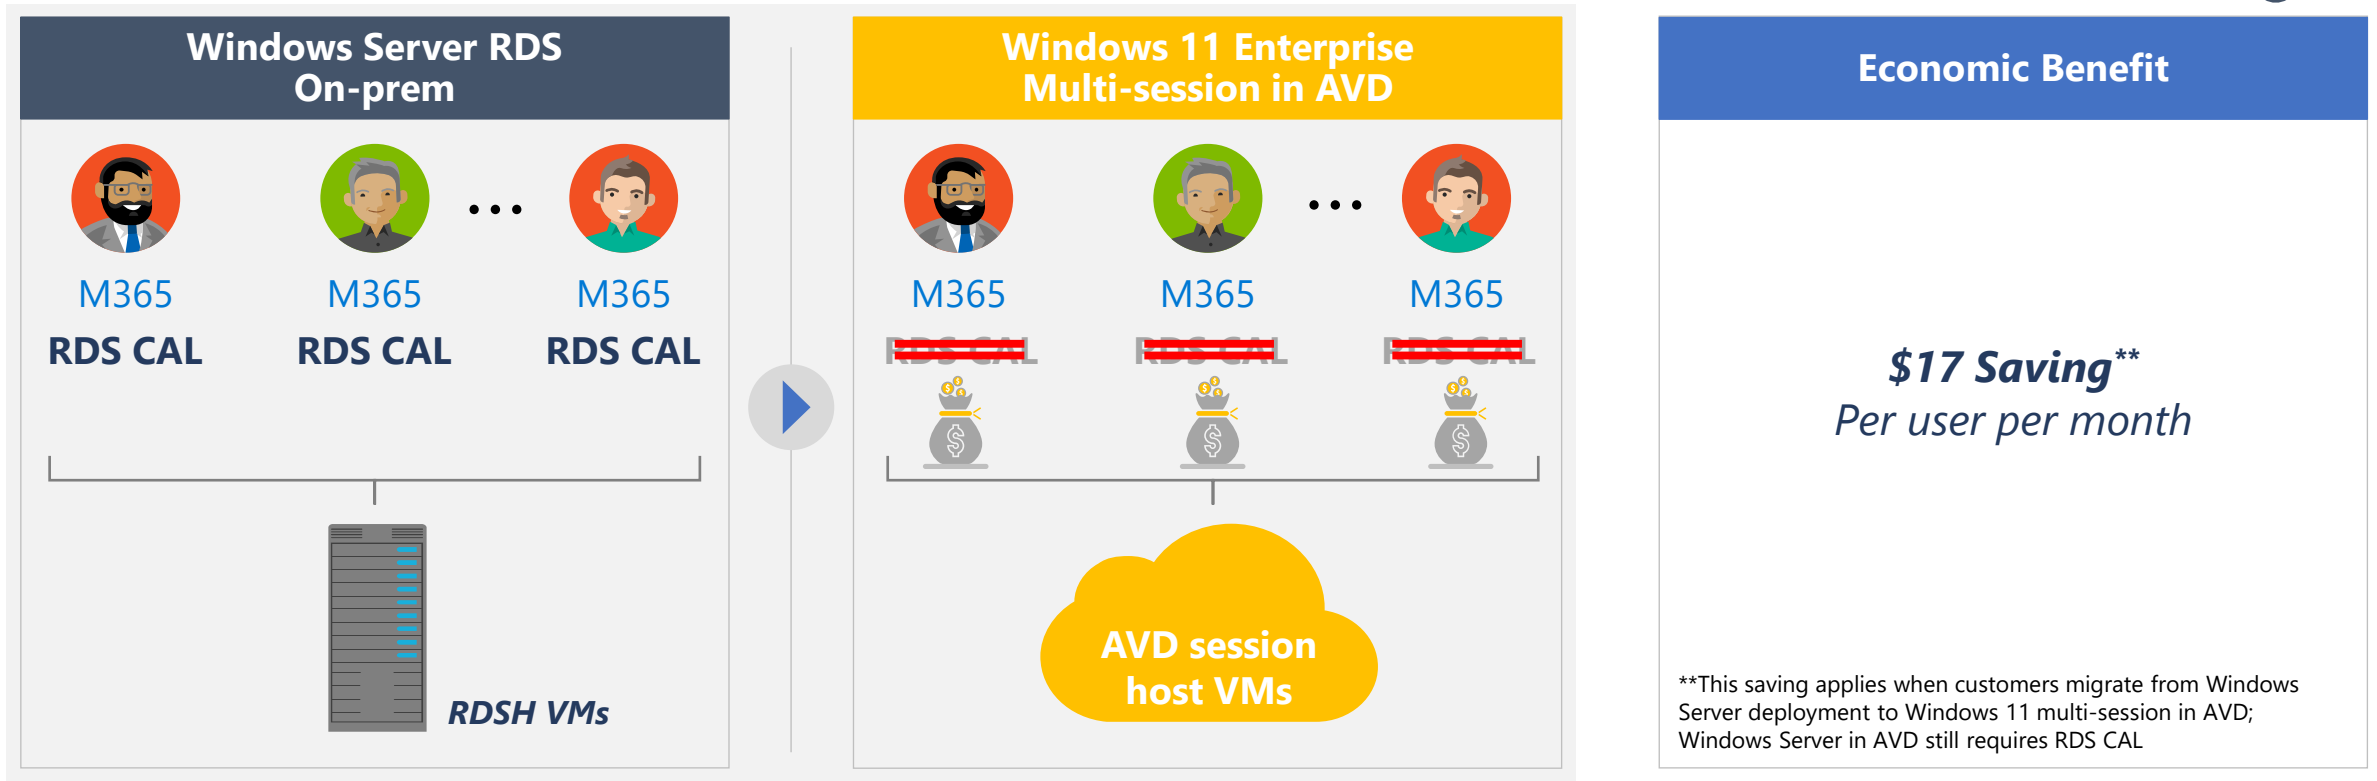 Windows Server RDS
On-prem
M365
M365
M365
RDS CAL
RDS CAL
RDS CAL
RDSH VMs
Windows 11 Enterprise
Multi-session in AVD
M365
M365
M365
RDS CAL
RDS CAL
RDS CAL
AVD session
host VMs
Economic Benefit
$17 Saving**
Per user per month
**This saving applies when customers migrate from Windows
Server deployment to Windows 11 multi-session in AVD;
Windows Server in AVD still requires RDS CAL